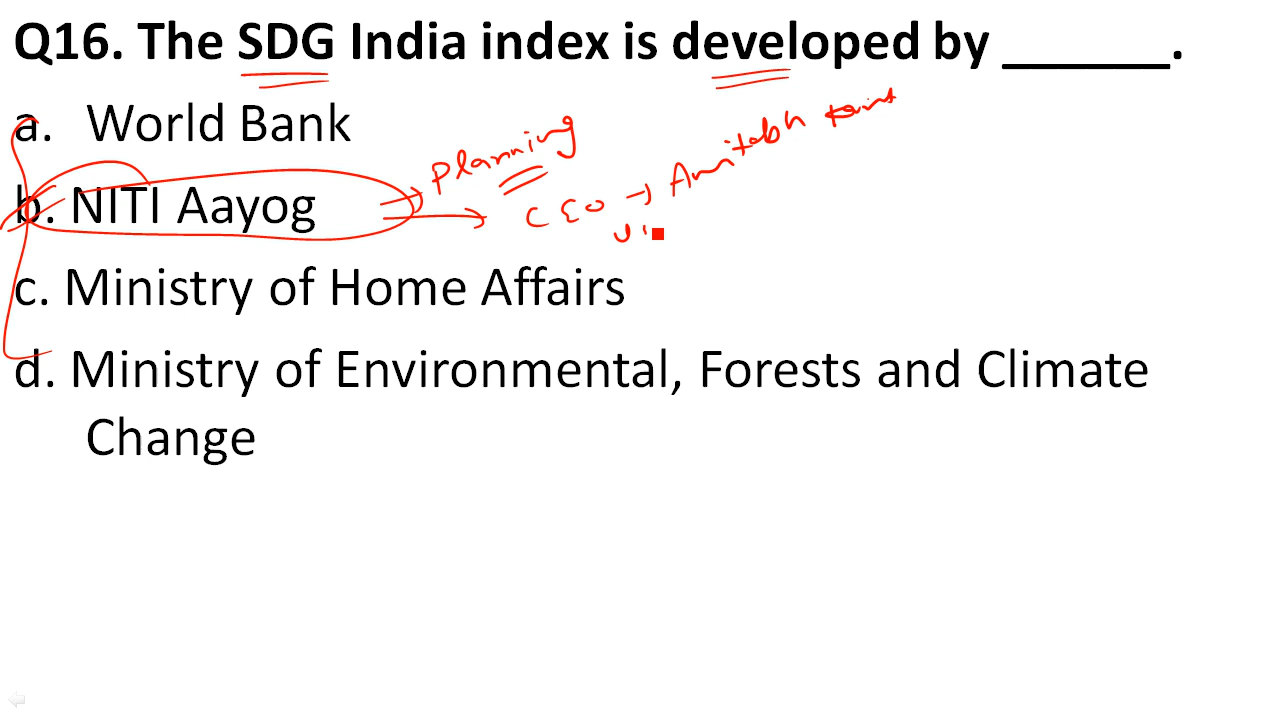 Q16. The SDG India index is developed by ______.
a. World Bank
Planning
b. NITI Aayog
CEO → Amitabh Kant
c. Ministry of Home Affairs
d. Ministry of Environmental, Forests and Climate
Change